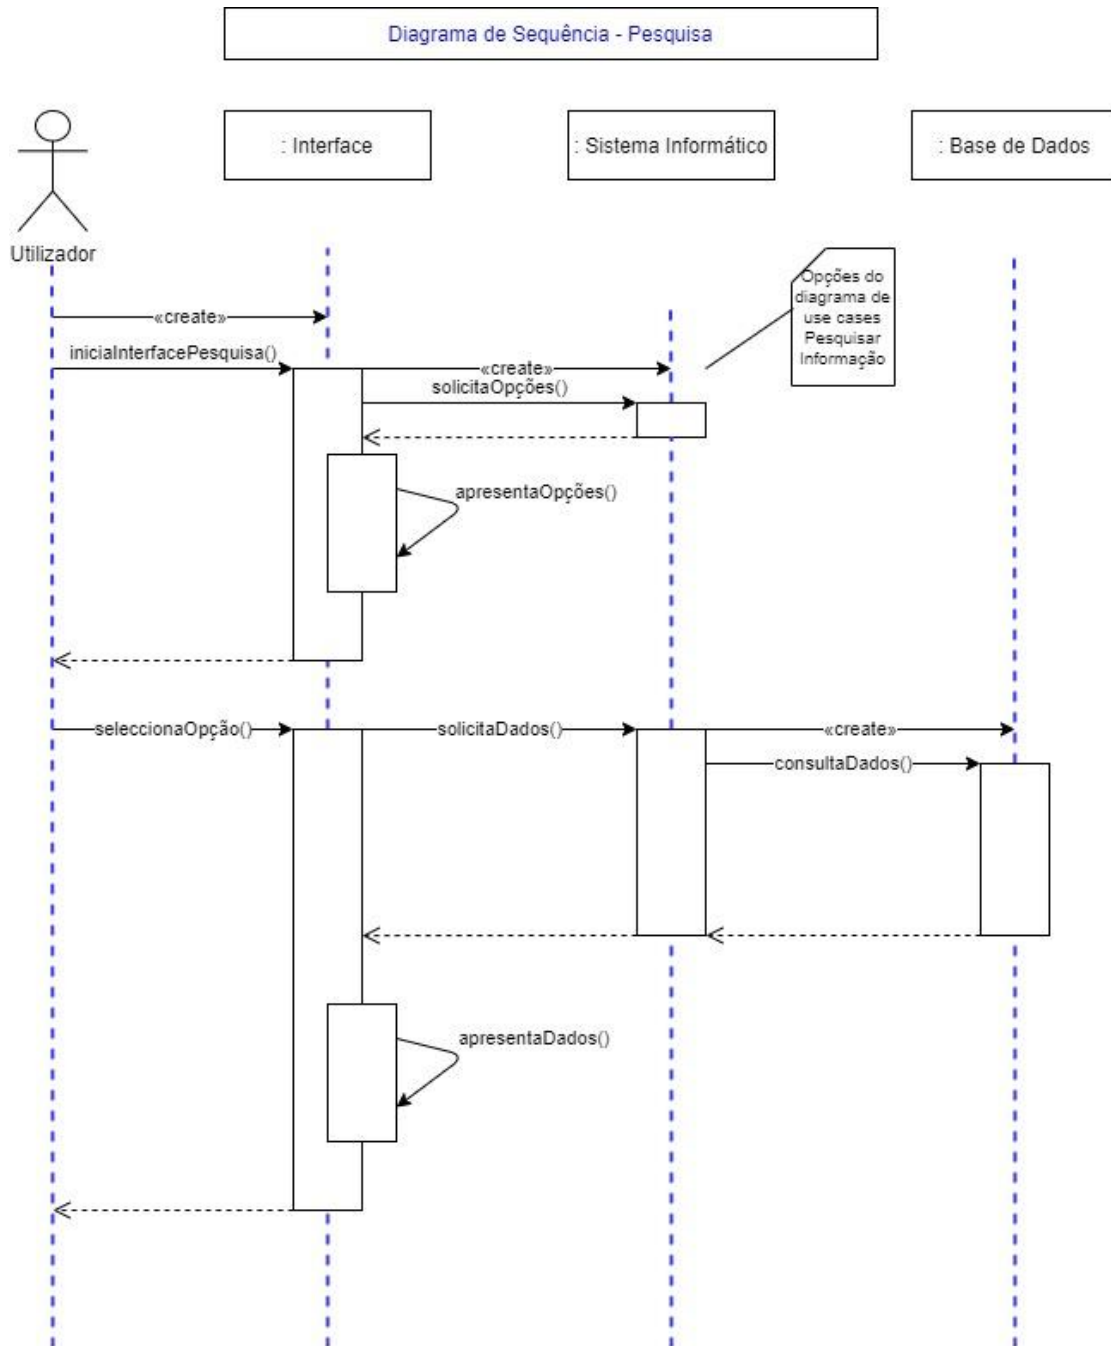 Diagrama de Sequência - Pesquisa
: Interface
: Sistema Informático
: Base de Dados
Utilizador
Opções do
diagrama de
use cases
Pesquisar
Informação
«create»
iniciaInterfacePesquisa()
«create»
solicitaOpções()
apresentaOpções()
seleccionaOpção()
solicitaDados()
«create»
consultaDados()
apresentaDados()